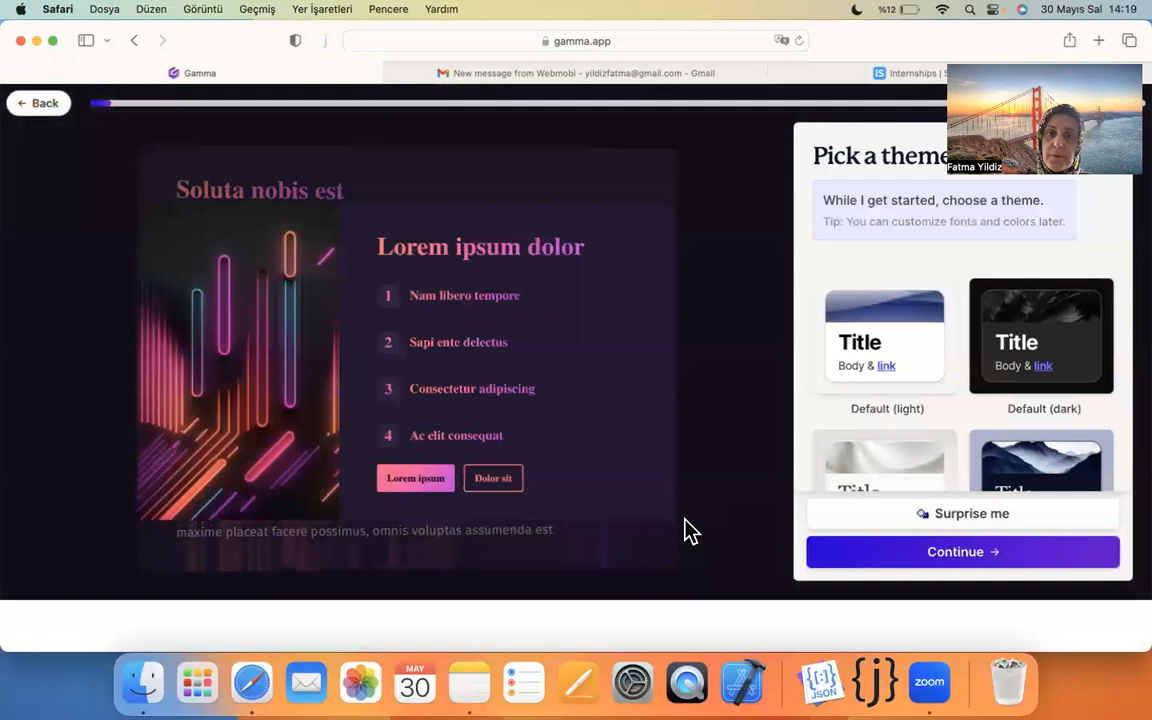 Safari Dosya Düzen Görüntü Geçmiş Yer İşaretleri Pencere Yardım %12 30 Mayıs Sal 14:19
gamma.app
Gamma
New message from Webmobi - yildizfatma@gmail.com - Gmail
Internships | S
← Back
Soluta nobis est
Lorem ipsum dolor
1 Nam libero tempore
2 Sapi ente delectus
3 Consectetur adipiscing
4 Ac elit consequat
Lorem ipsum Dolor sit
maxime placeat facere possimus, omnis voluptas assumenda est
Pick a theme
Fatma Yildiz
While I get started, choose a theme.
Tip: You can customize fonts and colors later.
Title
Body & link
Default (light)
Title
Body & link
Default (dark)
Title
Title
Surprise me
Continue →
MAY
30
{:}
JSON
{j}
zoom